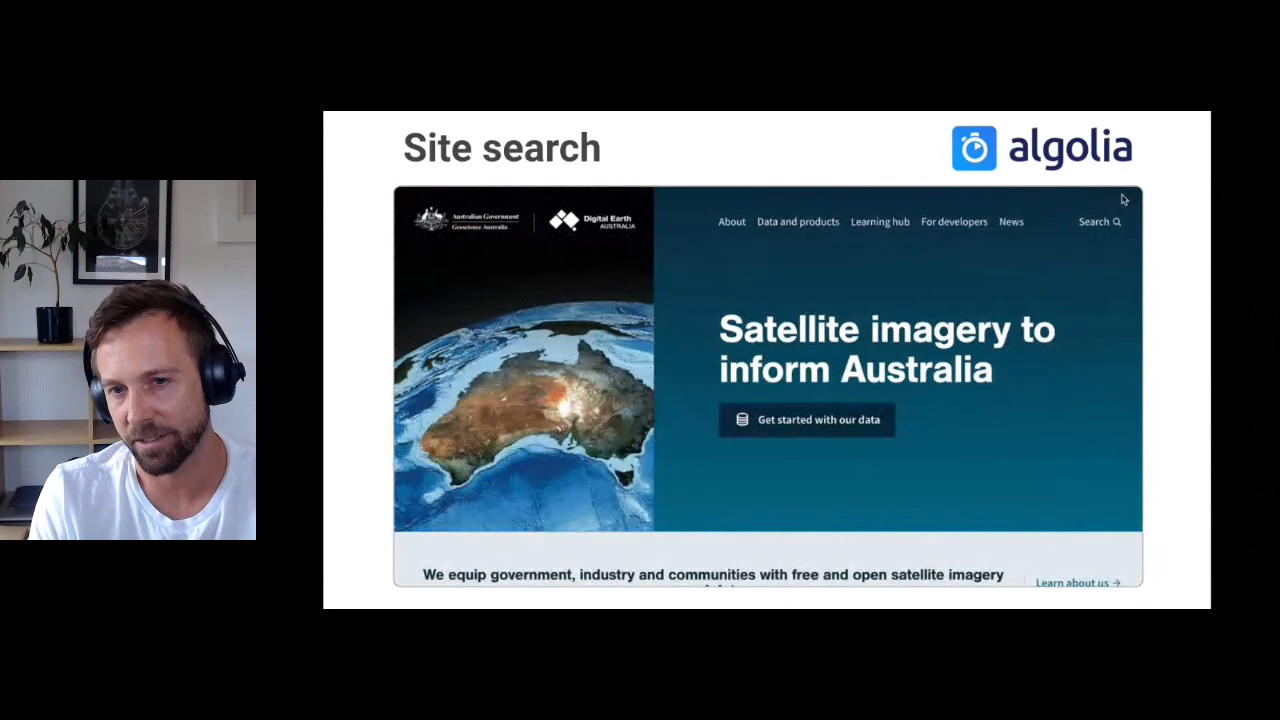 Site search
algolia
Australian Government
Geoscience Australia
Digital Earth
AUSTRALIA
About Data and products Learning hub For developers News Search
Satellite imagery to
inform Australia
Get started with our data
We equip government, industry and communities with free and open satellite imagery
Learn about us →